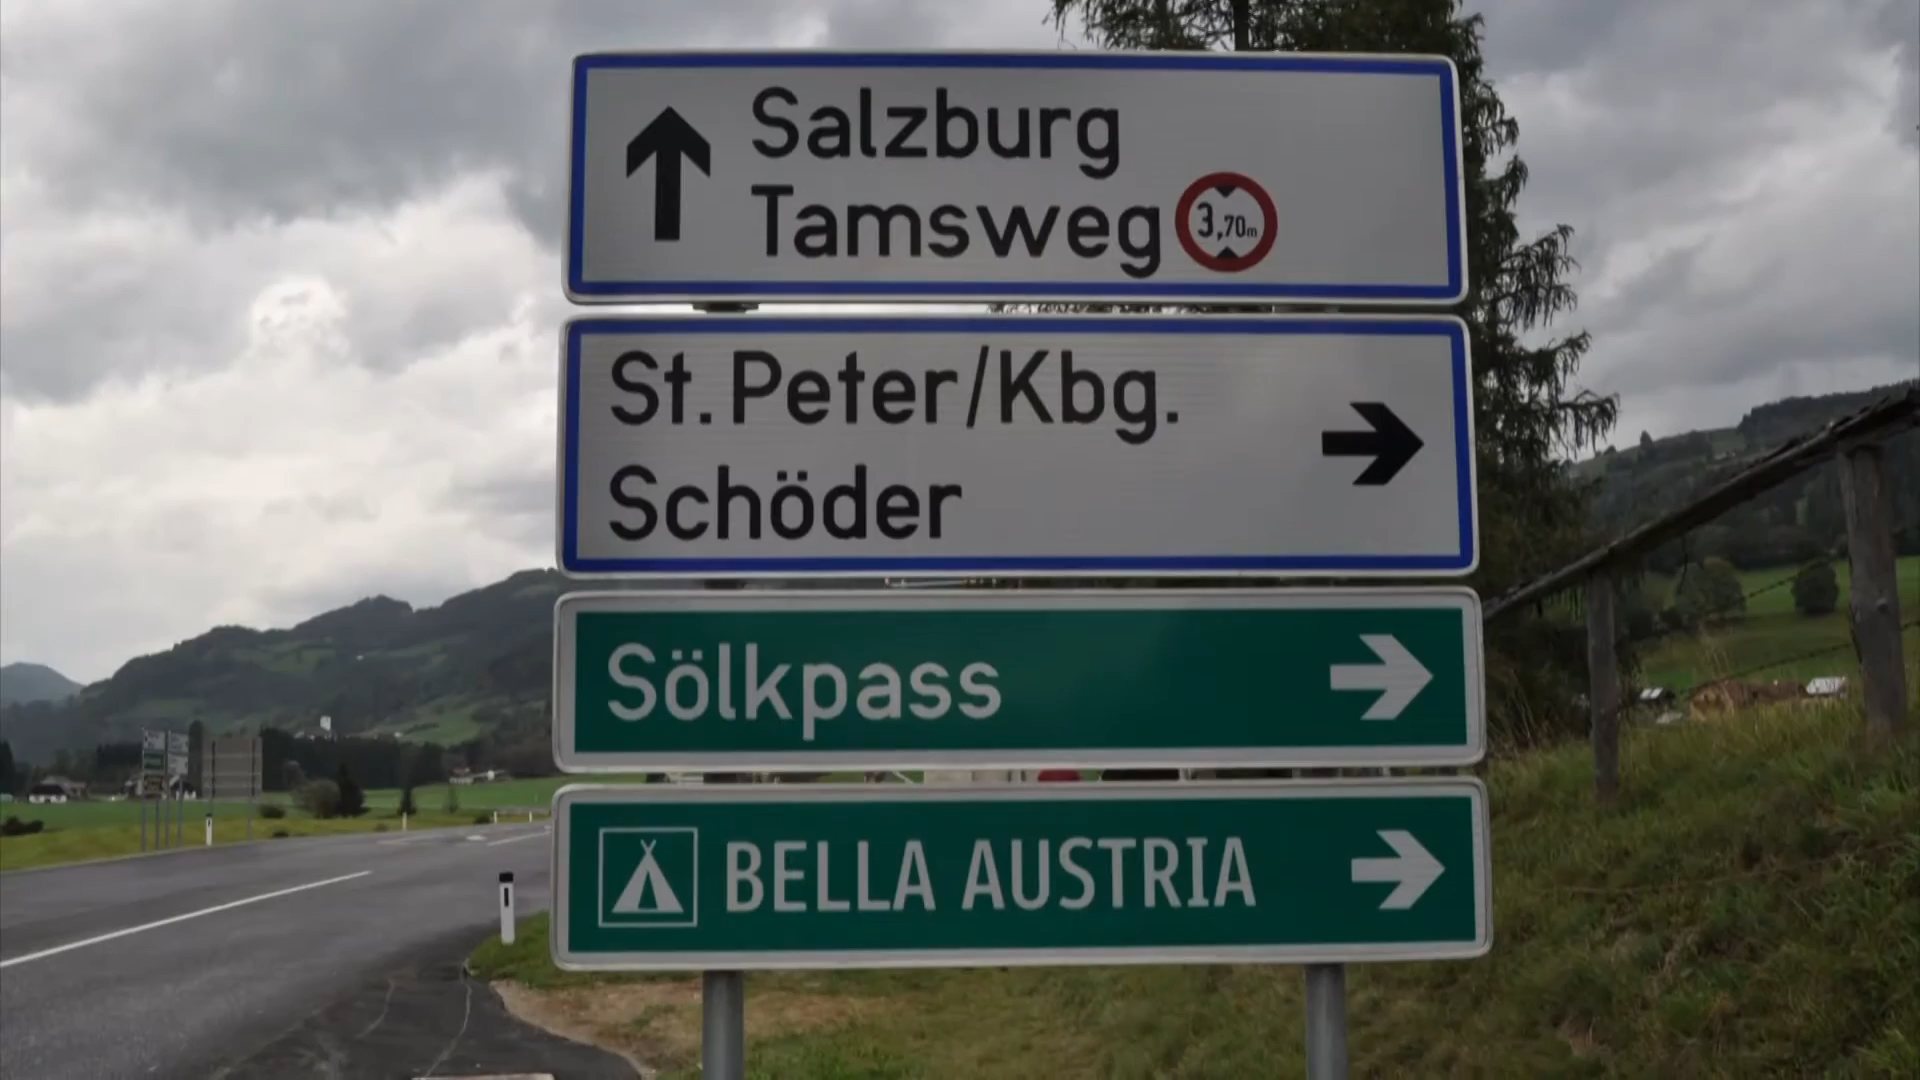 Salzburg
Tamsweg 3,70m
St. Peter/Kbg.
Schöder
Sölkpass
BELLA AUSTRIA